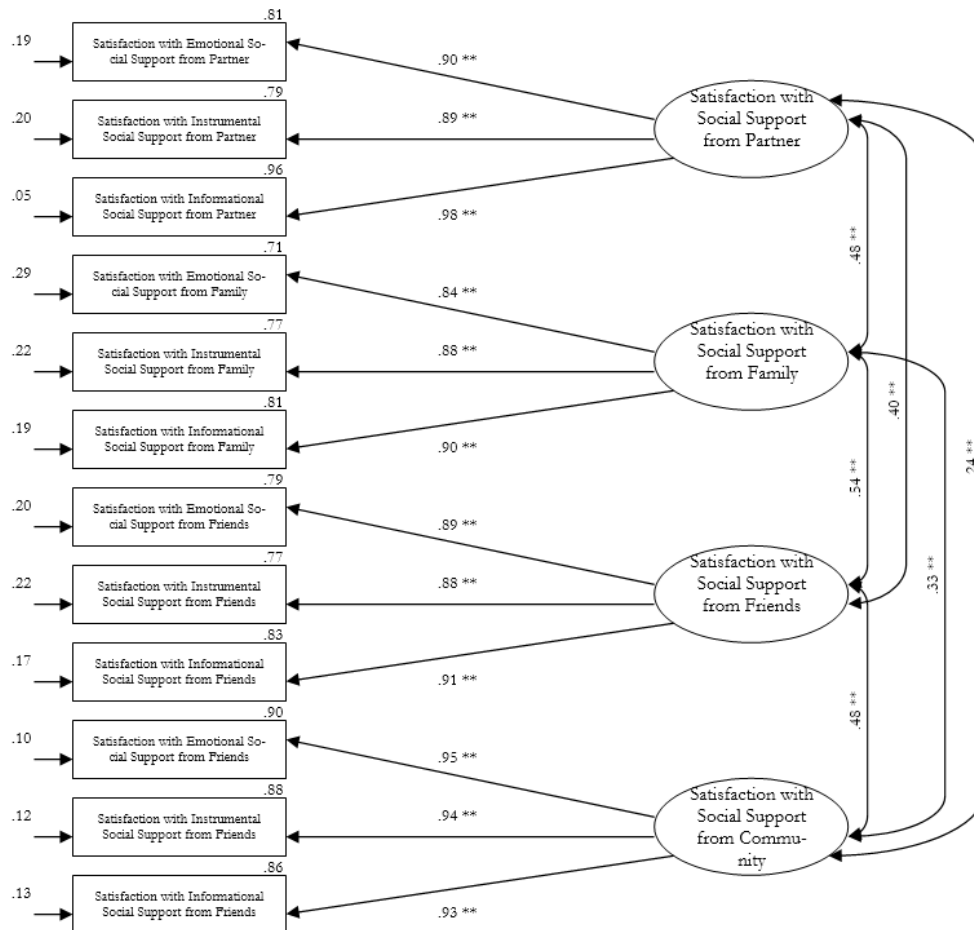 .81
.19
Satisfaction with Emotional So-
cial Support from Partner
.90 **
.79
.20
Satisfaction with Instrumental
Social Support from Partner
.89 **
Satisfaction with
Social Support
from Partner
.96
.05
Satisfaction with Informational
Social Support from Partner
.98 **
.48 **
.71
.29
Satisfaction with Emotional So-
cial Support from Family
.84 **
.77
.22
Satisfaction with Instrumental
Social Support from Family
.88 **
Satisfaction with
Social Support
from Family
.40 **
.24 **
.81
.19
Satisfaction with Informational
Social Support from Family
.90 **
.54 **
.79
.20
Satisfaction with Emotional So-
cial Support from Friends
.89 **
.33 **
.77
.22
Satisfaction with Instrumental
Social Support from Friends
.88 **
Satisfaction with
Social Support
from Friends
.83
.17
Satisfaction with Informational
Social Support from Friends
.91 **
.48 **
.90
.10
Satisfaction with Emotional So-
cial Support from Friends
.95 **
.88
.12
Satisfaction with Instrumental
Social Support from Friends
.94 **
Satisfaction with
Social Support
from Commu-
nity
.86
.13
Satisfaction with Informational
Social Support from Friends
.93 **